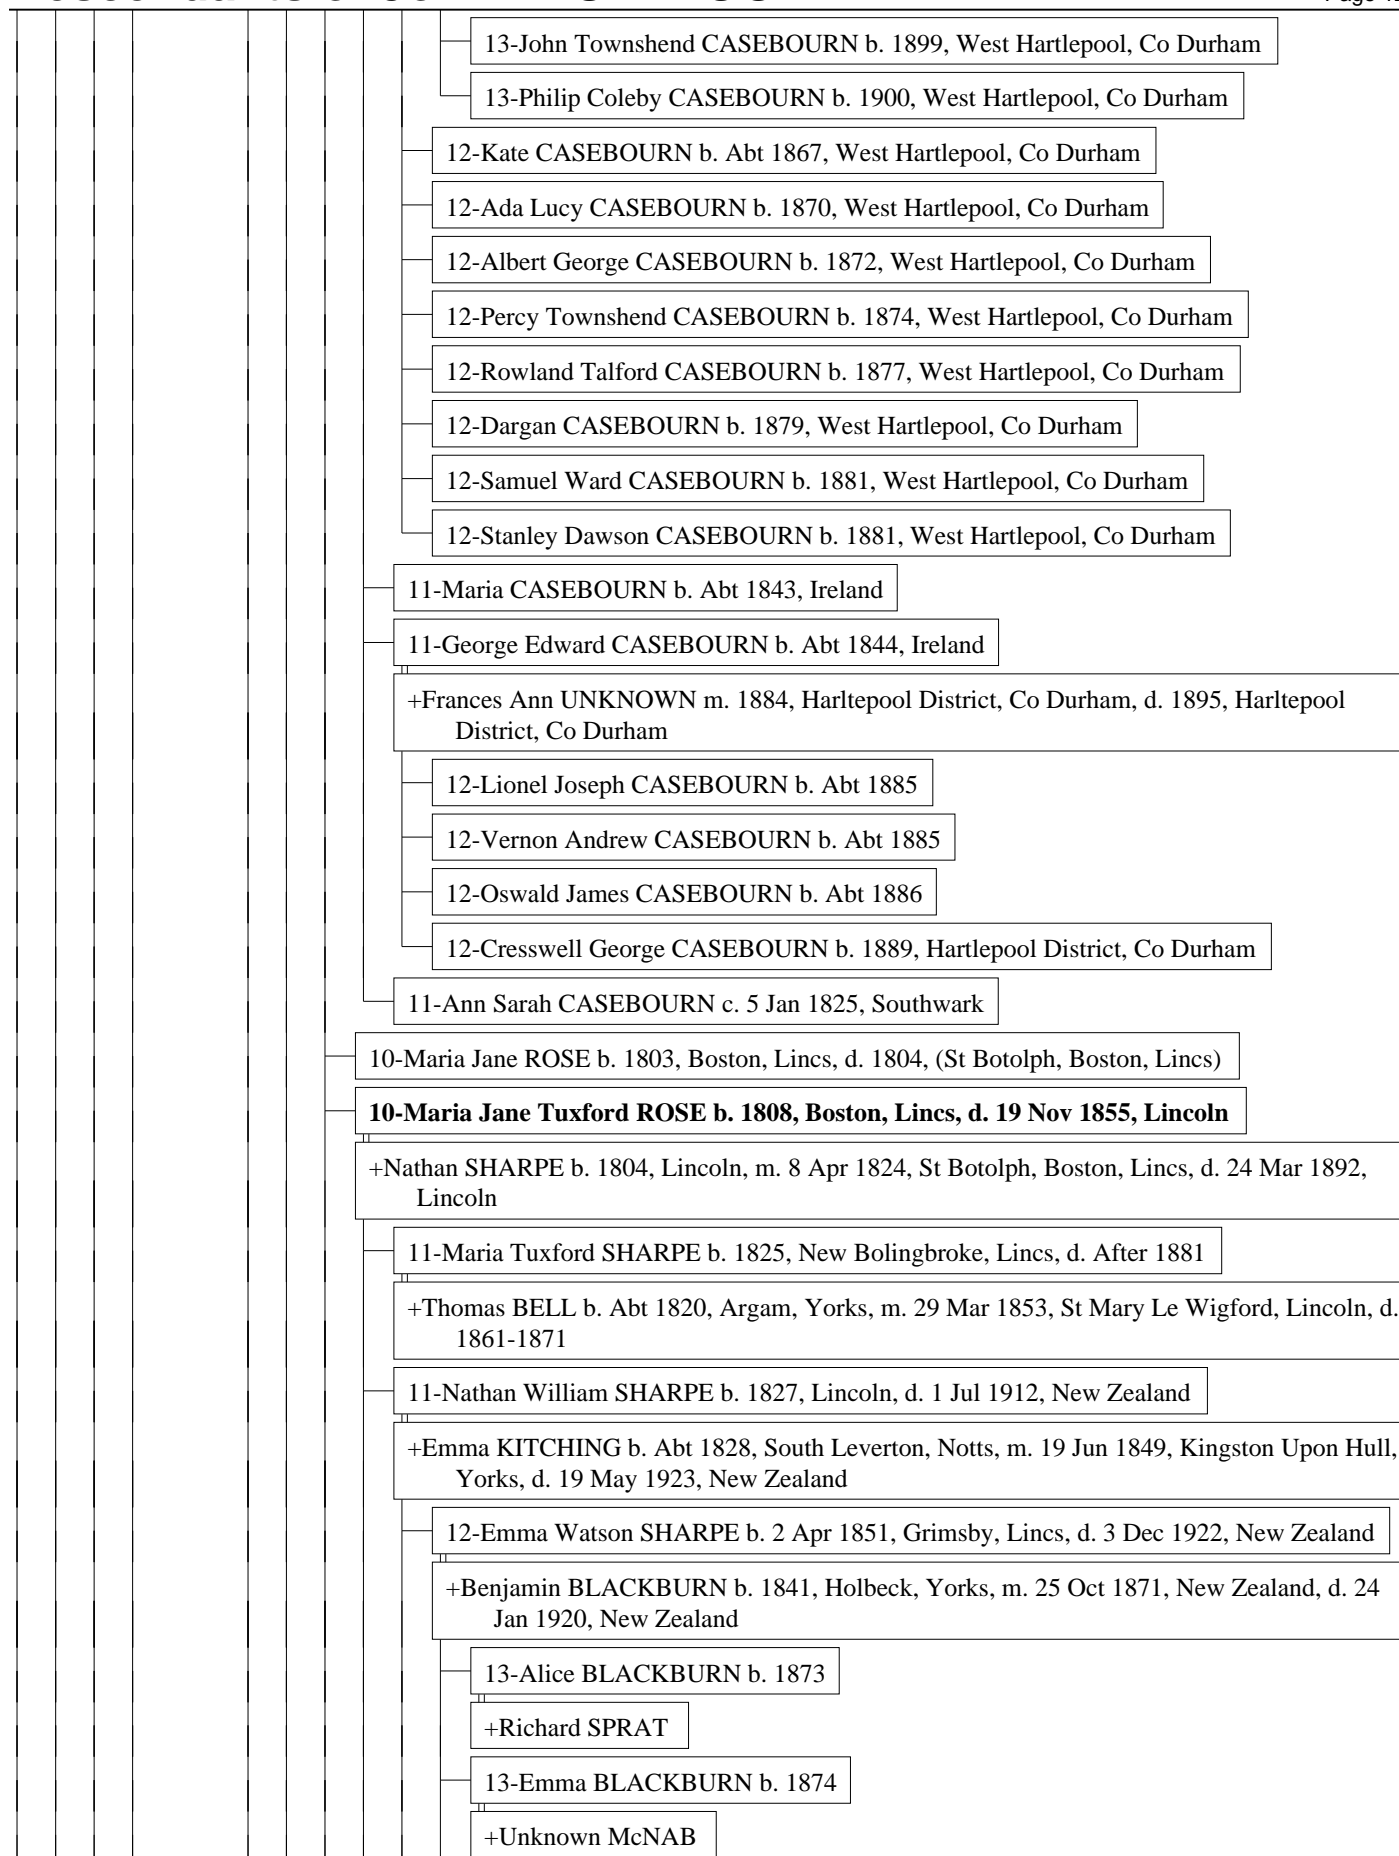 13-John Townshend CASEBOURN b. 1899, West Hartlepool, Co Durham
13-Philip Coleby CASEBOURN b. 1900, West Hartlepool, Co Durham
12-Kate CASEBOURN b. Abt 1867, West Hartlepool, Co Durham
12-Ada Lucy CASEBOURN b. 1870, West Hartlepool, Co Durham
12-Albert George CASEBOURN b. 1872, West Hartlepool, Co Durham
12-Percy Townshend CASEBOURN b. 1874, West Hartlepool, Co Durham
12-Rowland Talford CASEBOURN b. 1877, West Hartlepool, Co Durham
12-Dargan CASEBOURN b. 1879, West Hartlepool, Co Durham
12-Samuel Ward CASEBOURN b. 1881, West Hartlepool, Co Durham
12-Stanley Dawson CASEBOURN b. 1881, West Hartlepool, Co Durham
11-Maria CASEBOURN b. Abt 1843, Ireland
11-George Edward CASEBOURN b. Abt 1844, Ireland
+Frances Ann UNKNOWN m. 1884, Harltepool District, Co Durham, d. 1895, Harltepool
District, Co Durham
12-Lionel Joseph CASEBOURN b. Abt 1885
12-Vernon Andrew CASEBOURN b. Abt 1885
12-Oswald James CASEBOURN b. Abt 1886
12-Cresswell George CASEBOURN b. 1889, Hartlepool District, Co Durham
11-Ann Sarah CASEBOURN c. 5 Jan 1825, Southwark
10-Maria Jane ROSE b. 1803, Boston, Lincs, d. 1804, (St Botolph, Boston, Lincs)
10-Maria Jane Tuxford ROSE b. 1808, Boston, Lincs, d. 19 Nov 1855, Lincoln
+Nathan SHARPE b. 1804, Lincoln, m. 8 Apr 1824, St Botolph, Boston, Lincs, d. 24 Mar 1892,
Lincoln
11-Maria Tuxford SHARPE b. 1825, New Bolingbroke, Lincs, d. After 1881
+Thomas BELL b. Abt 1820, Argam, Yorks, m. 29 Mar 1853, St Mary Le Wigford, Lincoln, d.
1861-1871
11-Nathan William SHARPE b. 1827, Lincoln, d. 1 Jul 1912, New Zealand
+Emma KITCHING b. Abt 1828, South Leverton, Notts, m. 19 Jun 1849, Kingston Upon Hull,
Yorks, d. 19 May 1923, New Zealand
12-Emma Watson SHARPE b. 2 Apr 1851, Grimsby, Lincs, d. 3 Dec 1922, New Zealand
+Benjamin BLACKBURN b. 1841, Holbeck, Yorks, m. 25 Oct 1871, New Zealand, d. 24
Jan 1920, New Zealand
13-Alice BLACKBURN b. 1873
+Richard SPRAT
13-Emma BLACKBURN b. 1874
+Unknown McNAB